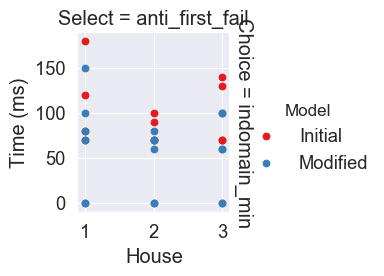 Select = anti_first_fail
Choice = indomain_min
Time (ms)
150
100
50
0
1 2 3
House
Model
Initial
Modified